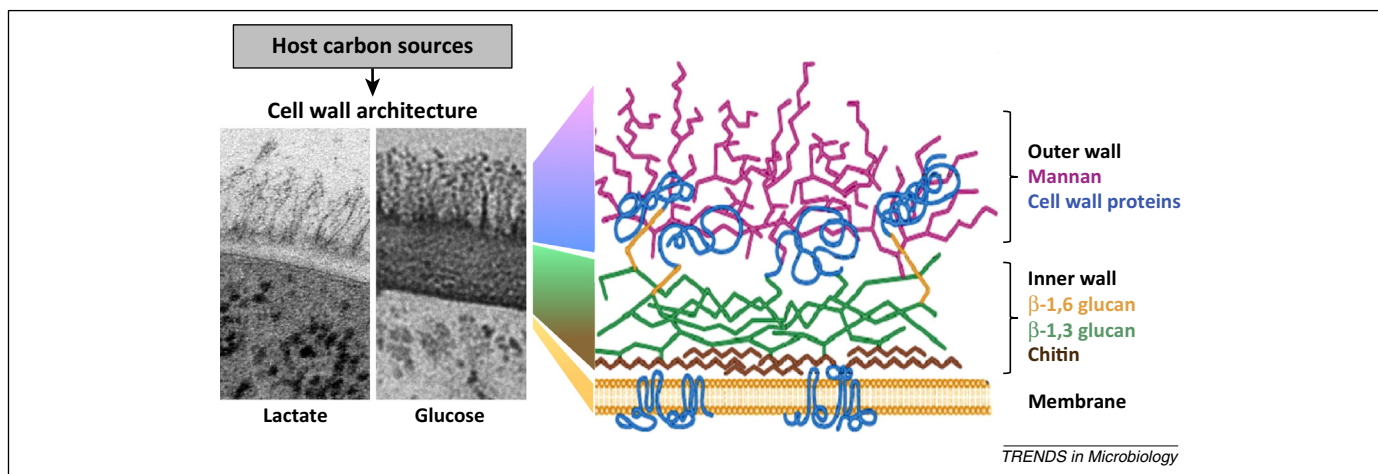 Host carbon sources
Cell wall architecture
Lactate
Glucose
Outer wall
Mannan
Cell wall proteins
Inner wall
β-1,6 glucan
β-1,3 glucan
Chitin
Membrane
TRENDS in Microbiology